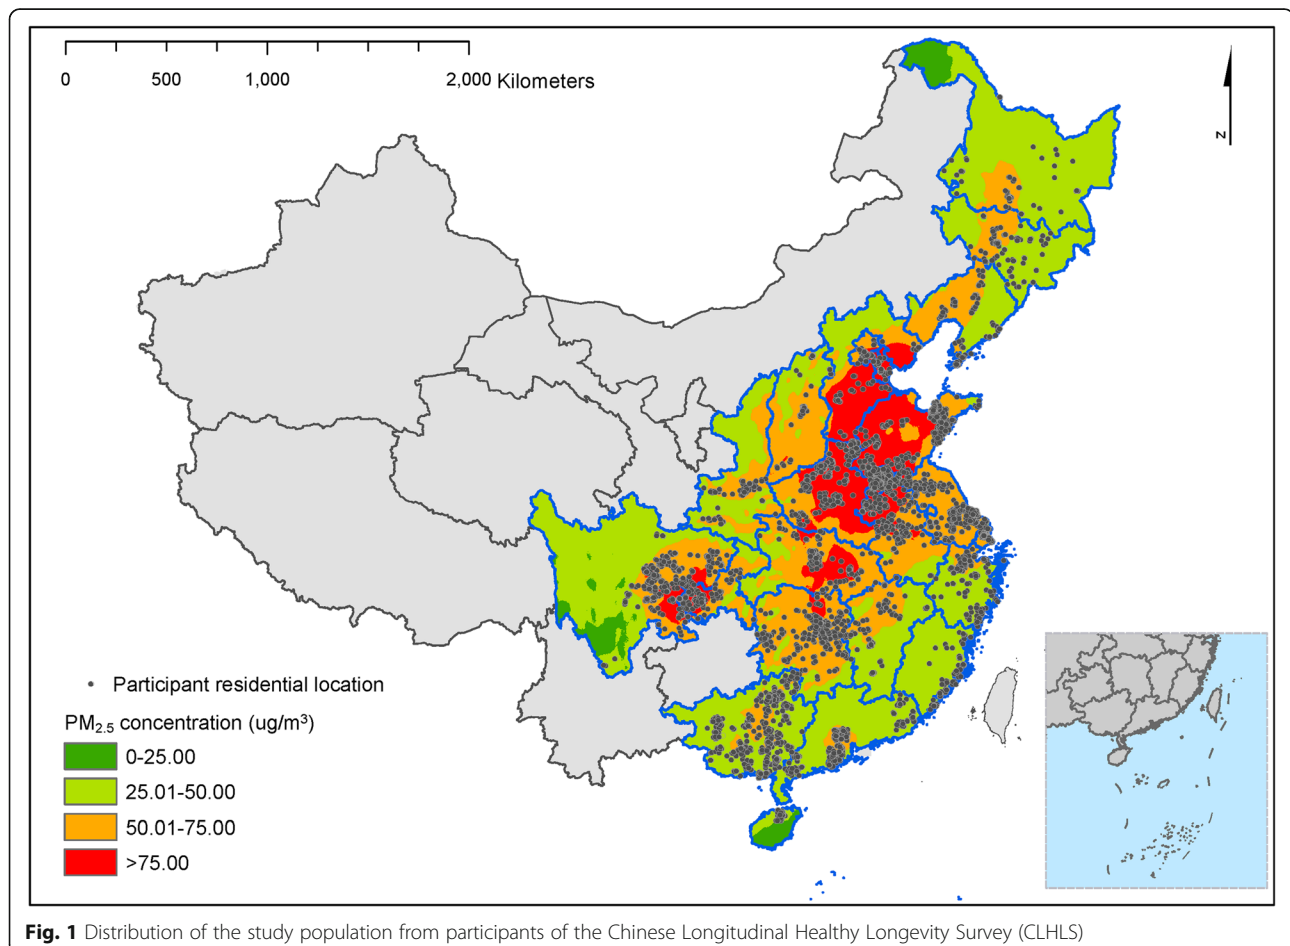 0 500 1,000 2,000 Kilometers
N
Participant residential location
PM2.5 concentration (ug/m³)
0-25.00
25.01-50.00
50.01-75.00
>75.00
Fig. 1 Distribution of the study population from participants of the Chinese Longitudinal Healthy Longevity Survey (CLHLS)